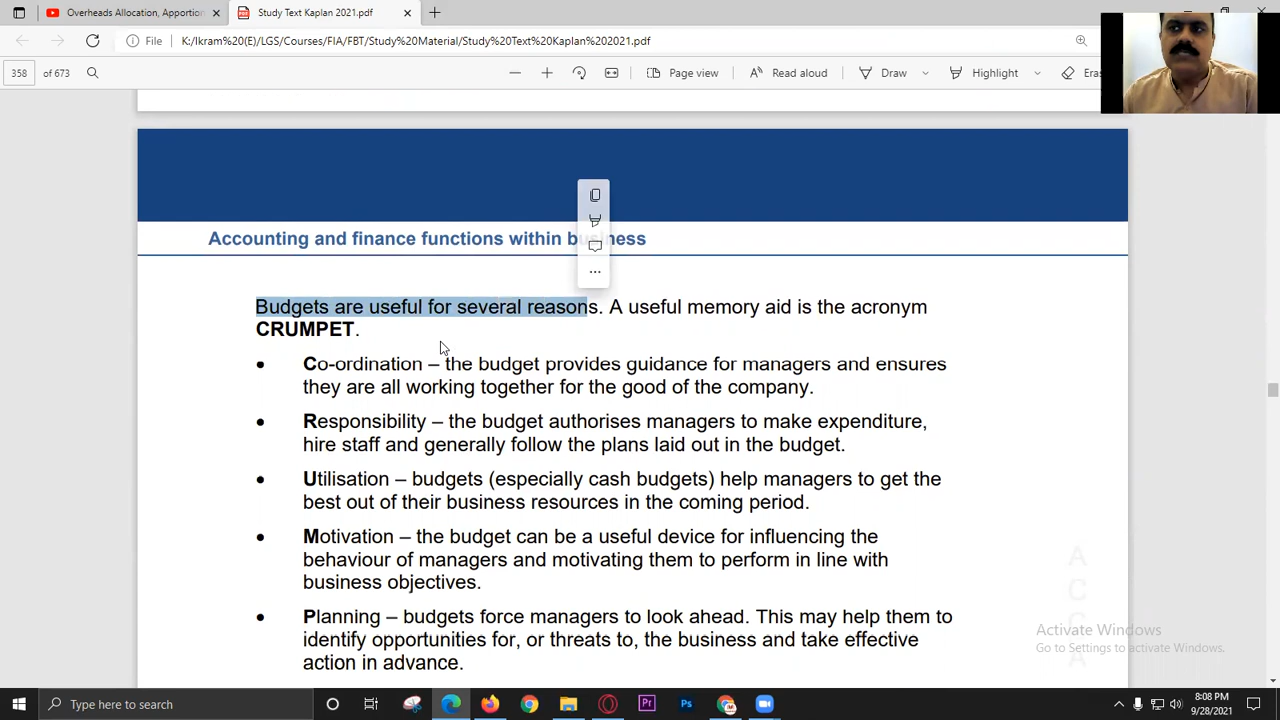 Overheads Allocation, Apportion
Study Text Kaplan 2021.pdf
File
K:/Ikram%20(E)/LGS/Courses/FIA/FBT/Study%20Material/Study%20Text%20Kaplan%202021.pdf
358
of 673
Page view
Read aloud
Draw
Highlight
Eras
Accounting and finance functions within business
Budgets are useful for several reasons. A useful memory aid is the acronym
CRUMPET.
• Co-ordination – the budget provides guidance for managers and ensures
they are all working together for the good of the company.
• Responsibility – the budget authorises managers to make expenditure,
hire staff and generally follow the plans laid out in the budget.
• Utilisation – budgets (especially cash budgets) help managers to get the
best out of their business resources in the coming period.
• Motivation – the budget can be a useful device for influencing the
behaviour of managers and motivating them to perform in line with
business objectives.
• Planning – budgets force managers to look ahead. This may help them to
identify opportunities for, or threats to, the business and take effective
action in advance.
A
C
C
A
Activate Windows
Go to Settings to activate Windows.
Type here to search
8:08 PM
9/28/2021